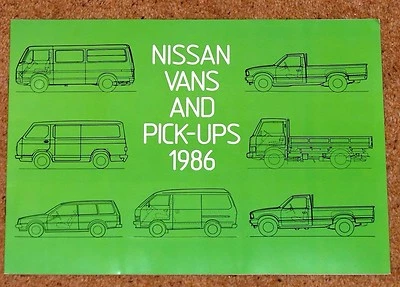 NISSAN
VANS
AND
PICK-UPS
1986